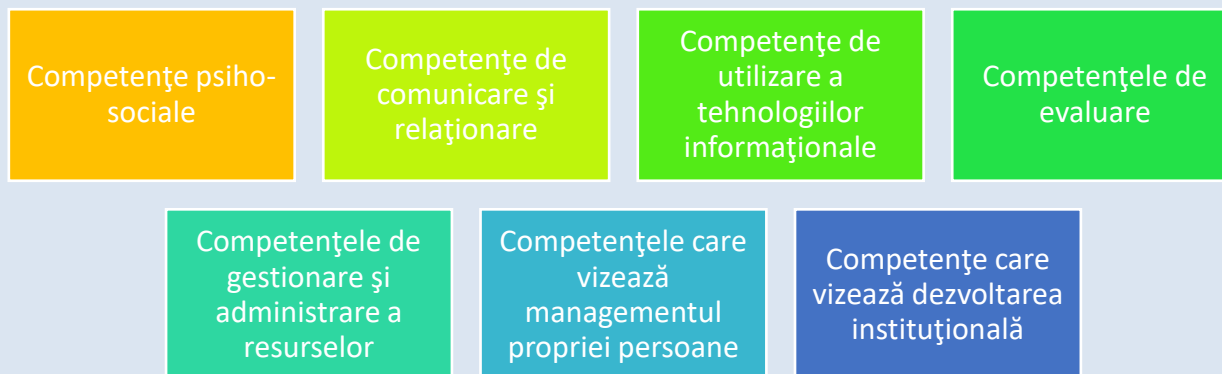 Competenţe psiho-
sociale
Competenţe de
comunicare şi
relaţionare
Competenţe de
utilizare a
tehnologiilor
informaţionale
Competenţele de
evaluare
Competenţele de
gestionare şi
administrare a
resurselor
Competenţele care
vizează
managementul
propriei persoane
Competenţe care
vizează dezvoltarea
instituţională